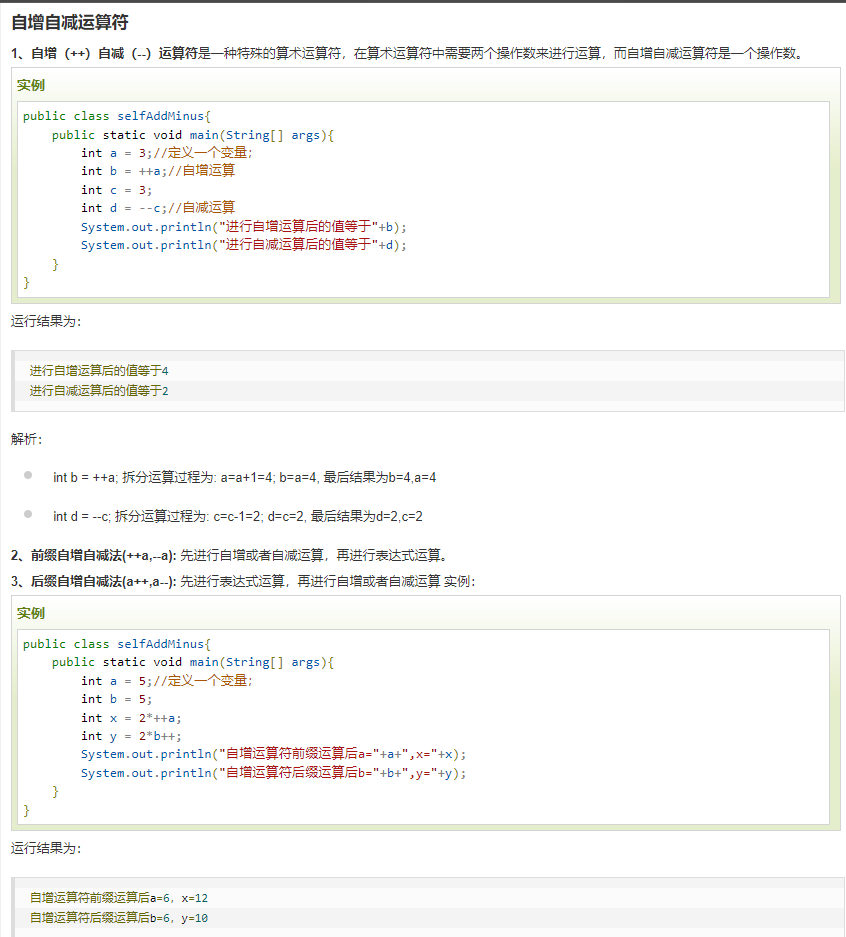 自增自减运算符
1、自增（++）自减（--）运算符是一种特殊的算术运算符，在算术运算符中需要两个操作数来进行运算，而自增自减运算符是一个操作数。
实例
public class selfAddMinus{
    public static void main(String[] args){
        int a = 3;//定义一个变量;
        int b = ++a;//自增运算
        int c = 3;
        int d = --c;//自减运算
        System.out.println("进行自增运算后的值等于"+b);
        System.out.println("进行自减运算后的值等于"+d);
    }
}
运行结果为：
进行自增运算后的值等于4
进行自减运算后的值等于2
解析：
int b = ++a; 拆分运算过程为: a=a+1=4; b=a=4, 最后结果为b=4,a=4
int d = --c; 拆分运算过程为: c=c-1=2; d=c=2, 最后结果为d=2,c=2
2、前缀自增自减法(++a,--a): 先进行自增或者自减运算，再进行表达式运算。
3、后缀自增自减法(a++,a--): 先进行表达式运算，再进行自增或者自减运算 实例：
实例
public class selfAddMinus{
    public static void main(String[] args){
        int a = 5;//定义一个变量;
        int b = 5;
        int x = 2*++a;
        int y = 2*b++;
        System.out.println("自增运算符前缀运算后a="+a+",x="+x);
        System.out.println("自增运算符后缀运算后b="+b+",y="+y);
    }
}
运行结果为：
自增运算符前缀运算后a=6，x=12
自增运算符后缀运算后b=6，y=10